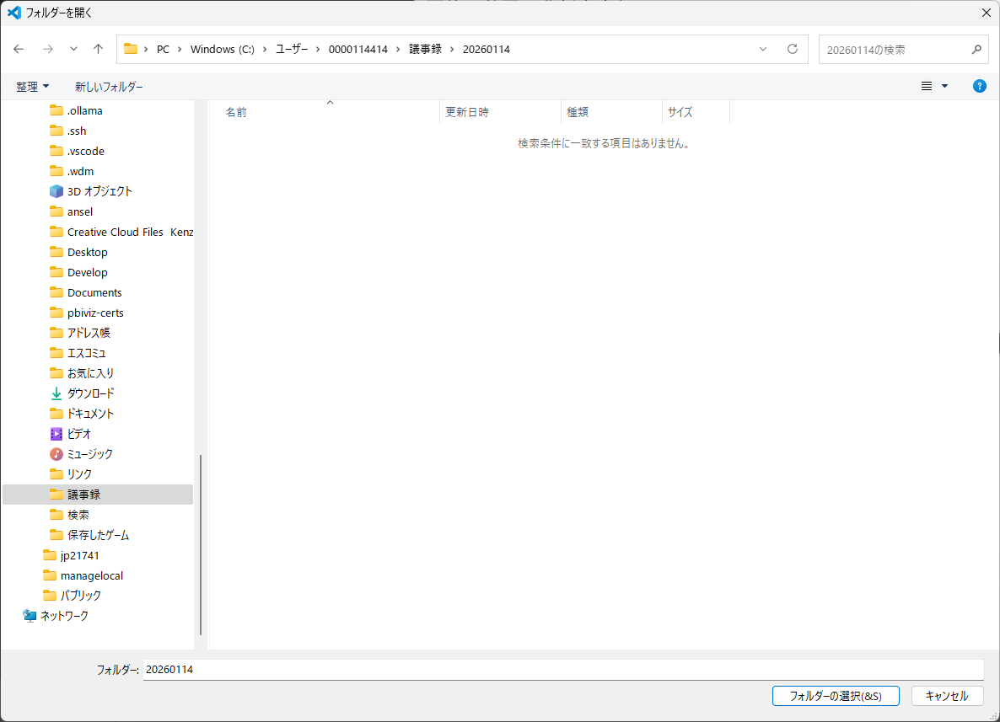 フォルダーを開く
PC > Windows (C:) > ユーザー > 0000114414 > 議事録 > 20260114
20260114の検索
整理
新しいフォルダー
名前
更新日時
種類
サイズ
検索条件に一致する項目はありません。
.ollama
.ssh
.vscode
.wdm
3D オブジェクト
ansel
Creative Cloud Files Kenz
Desktop
Develop
Documents
pbiviz-certs
アドレス帳
エスコミュ
お気に入り
ダウンロード
ドキュメント
ビデオ
ミュージック
リンク
議事録
検索
保存したゲーム
jp21741
managelocal
パブリック
ネットワーク
フォルダー: 20260114
フォルダーの選択(&S)
キャンセル